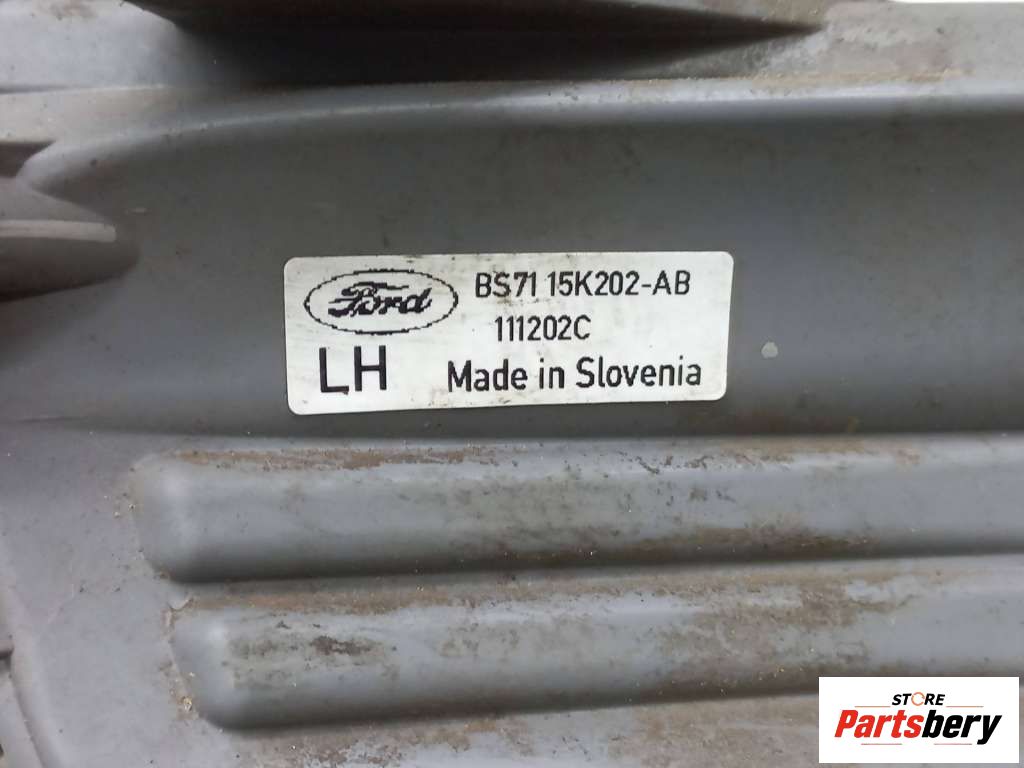 Ford
BS71 15K202-AB
111202C
LH
Made in Slovenia
STORE
Partsbery